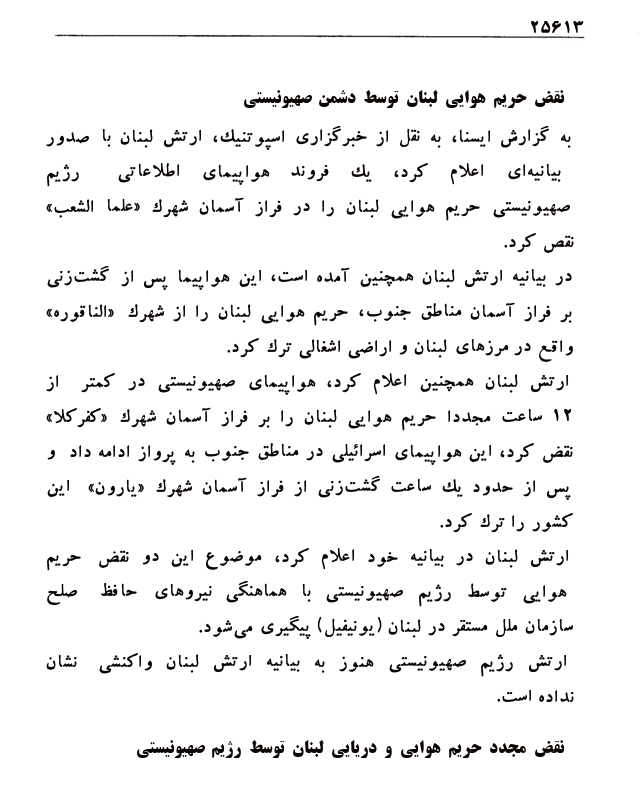 ۲۵۶۱۳
نقض حریم هوایی لبنان توسط دشمن صهیونیستی
به گزارش ایسنا، به نقل از خبرگزاری اسپوتنیك، ارتش لبنان با صدور
بیانیه‌ای اعلام کرد، یك فروند هواپیمای اطلاعاتی رژیم
صهیونیستی حریم هوایی لبنان را در فراز آسمان شهرك «علما الشعب»
نقص کرد.
در بیانیه ارتش لبنان همچنین آمده است، این هواپیما پس از گشت‌زنی
بر فراز آسمان مناطق جنوب، حریم هوایی لبنان را از شهرك «الناقوره»
واقع در مرزهای لبنان و اراضی اشغالی ترك کرد.
ارتش لبنان همچنین اعلام کرد، هواپیمای صهیونیستی در کمتر از
۱۲ ساعت مجددا حریم هوایی لبنان را بر فراز آسمان شهرك «کفرکلا»
نقض کرد، این هواپیمای اسرائیلی در مناطق جنوب به پرواز ادامه داد و
پس از حدود یك ساعت گشت‌زنی از فراز آسمان شهرك «یارون» این
کشور را ترك کرد.
ارتش لبنان در بیانیه خود اعلام کرد، موضوع این دو نقض حریم
هوایی توسط رژیم صهیونیستی با هماهنگی نیروهای حافظ صلح
سازمان ملل مستقر در لبنان (یونیفیل) پیگیری می‌شود.
ارتش رژیم صهیونیستی هنوز به بیانیه ارتش لبنان واکنشی نشان
نداده است.
نقض مجدد حریم هوایی و دریایی لبنان توسط رژیم صهیونیستی